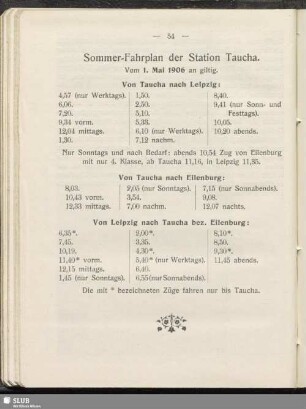 — 54 —
Sommer-Fahrplan der Station Taucha.
Vom 1. Mai 1906 an giltig.
Von Taucha nach Leipzig:
4,57 (nur Werktags). 1,50. 8,40.
6,06. 2,50. 9,41 (nur Sonn- und
7,20. 5,10. Festtags).
9,34 vorm. 5,33. 10,05.
12,04 mittags. 6,10 (nur Werktags). 10,20 abends.
1,30. 7,12 nachm.
Nur Sonntags und nach Bedarf: abends 10,54 Zug von Eilenburg
mit nur 4. Klasse, ab Taucha 11,16, in Leipzig 11,35.
Von Taucha nach Eilenburg:
8,03. 2,05 (nur Sonntags). 7,15 (nur Sonnabends).
10,43 vorm. 3,54. 9,08.
12,33 mittags. 7,00 nachm. 12,07 nachts.
Von Leipzig nach Taucha bez. Eilenburg:
6,35*. 2,00*. 8,10*.
7,45. 3,35. 8,50.
10,19. 4,30*. 9,30*.
11,40* vorm. 5,40* (nur Werktags). 11,45 abends.
12,15 mittags. 6,40.
1,45 (nur Sonntags). 6,55 (nur Sonnabends).
Die mit * bezeichneten Züge fahren nur bis Taucha.
SLUB